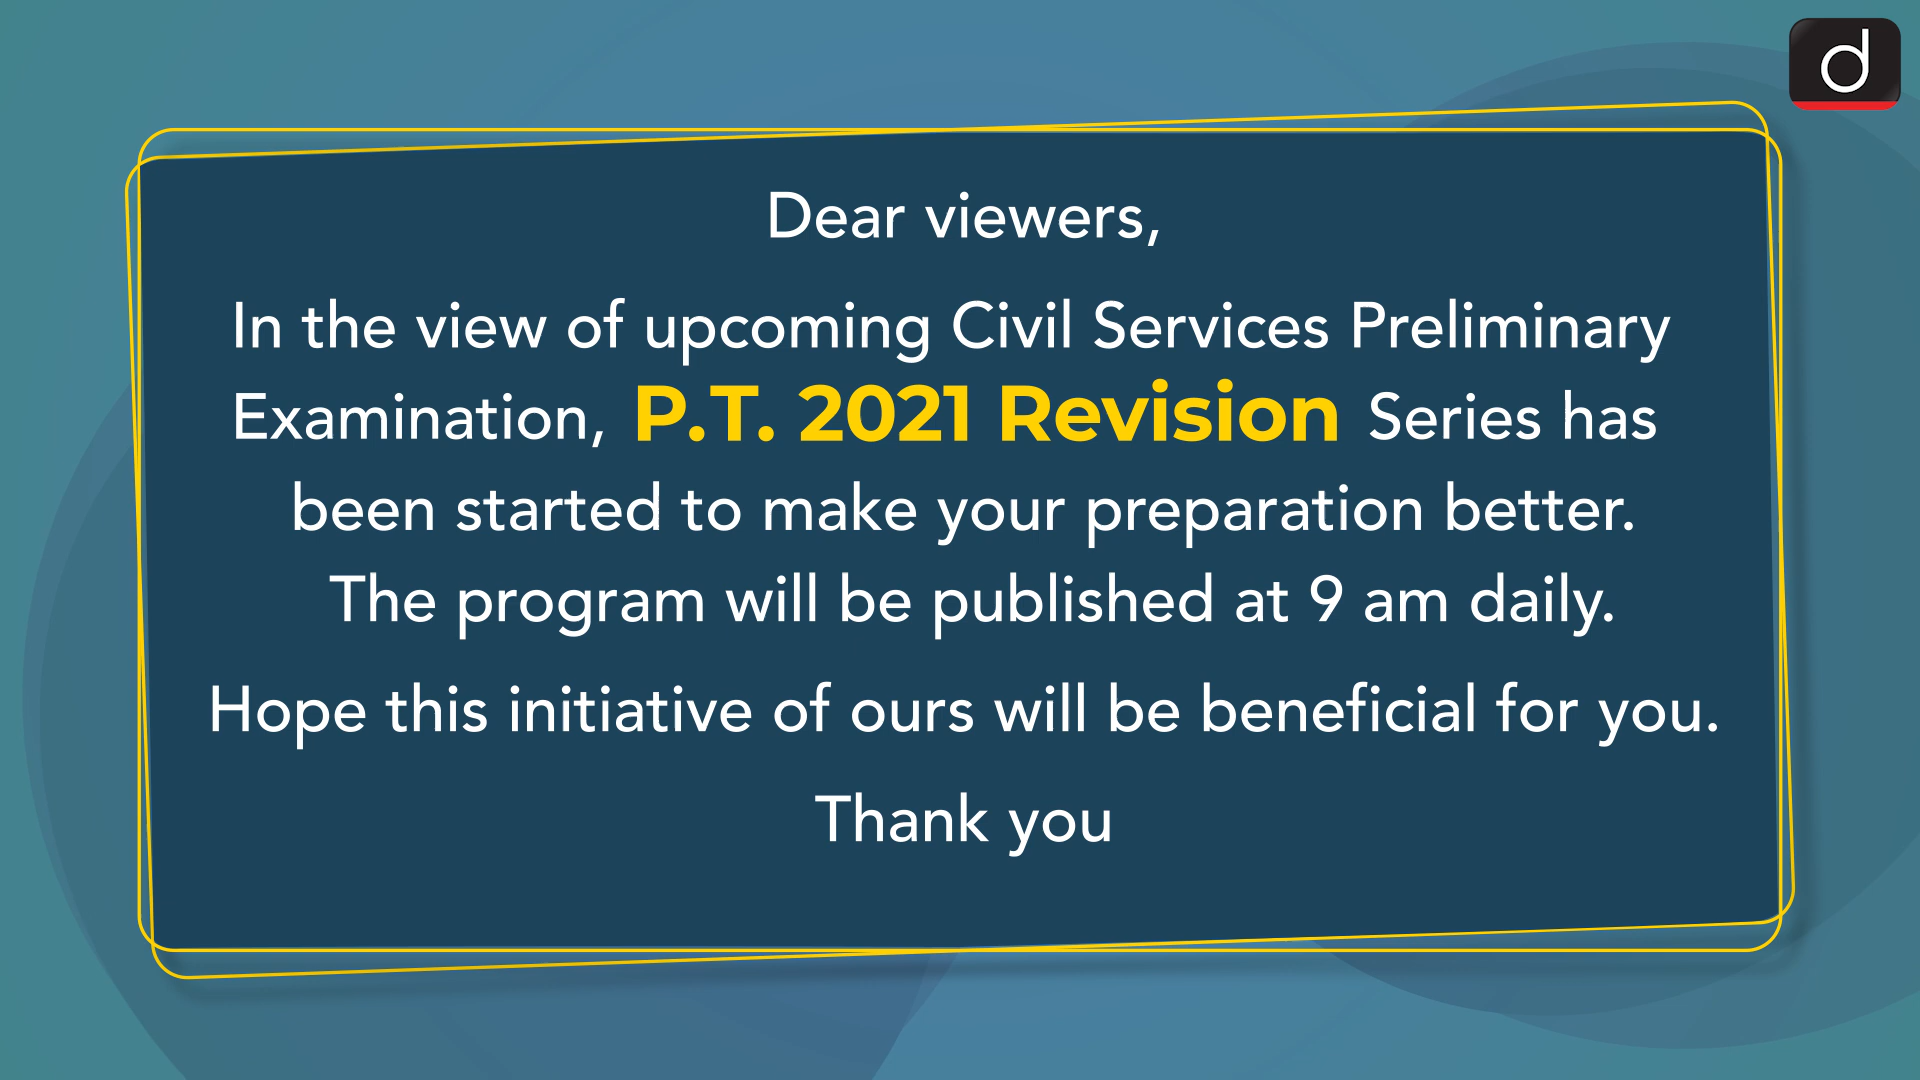 d
Dear viewers,
In the view of upcoming Civil Services Preliminary
Examination, P.T. 2021 Revision Series has
been started to make your preparation better.
The program will be published at 9 am daily.
Hope this initiative of ours will be beneficial for you.
Thank you